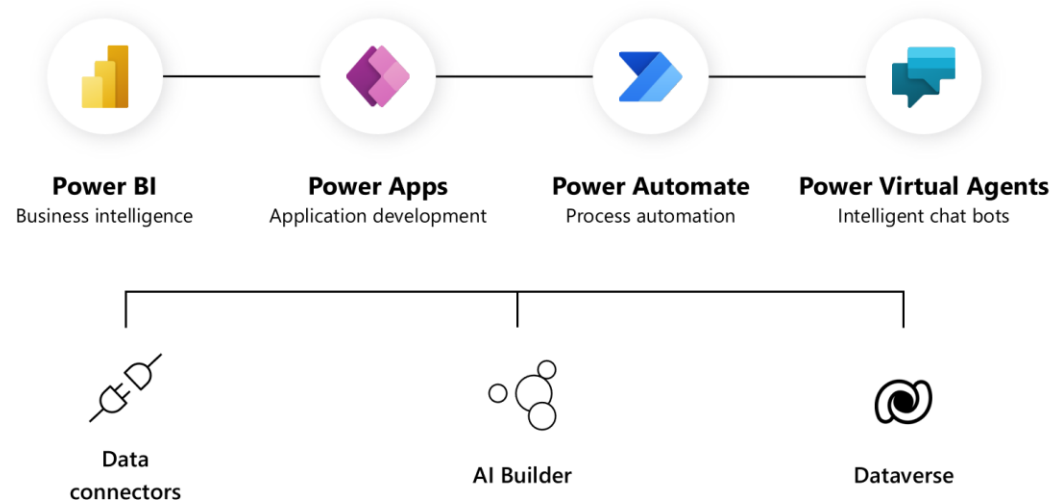 Power BI
Business intelligence
Power Apps
Application development
Power Automate
Process automation
Power Virtual Agents
Intelligent chat bots
Data
connectors
AI Builder
Dataverse